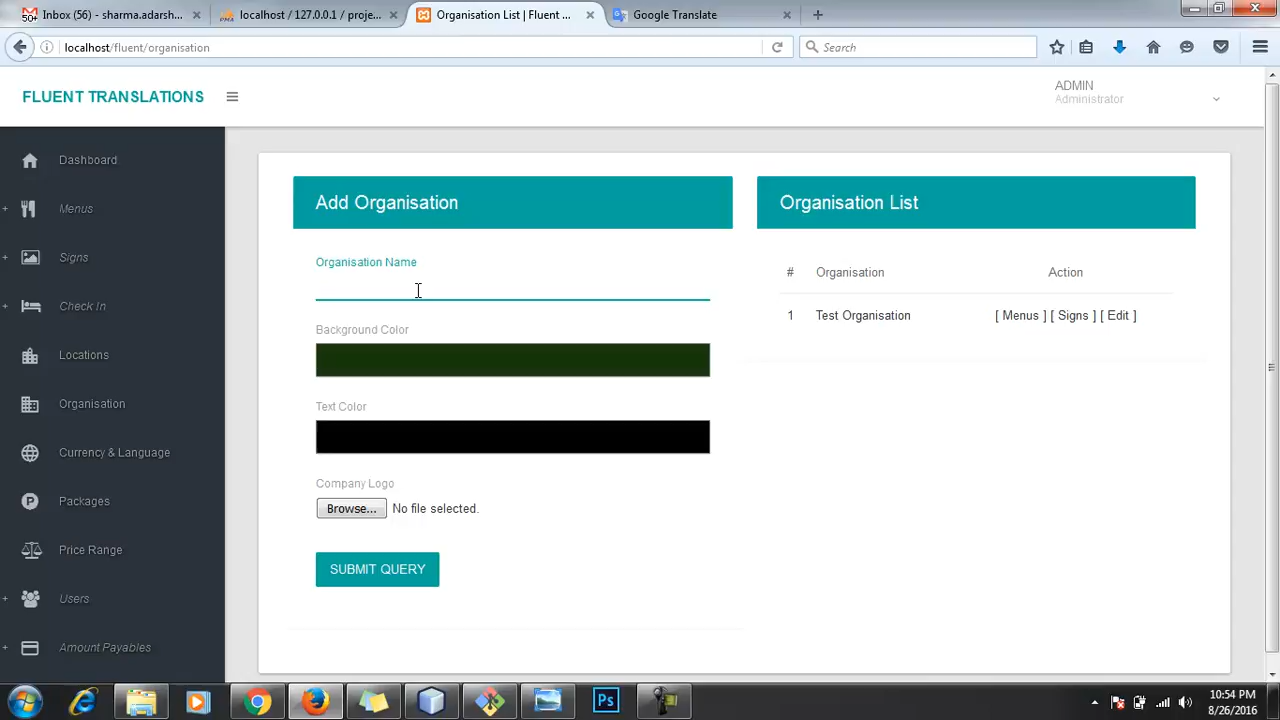 Inbox (56) - sharma.adarsh...
localhost / 127.0.0.1 / proje...
Organisation List | Fluent ...
Google Translate
localhost/fluent/organisation
Search
FLUENT TRANSLATIONS
ADMIN
Administrator
Dashboard
Menus
Signs
Check In
Locations
Organisation
Currency & Language
Packages
Price Range
Users
Amount Payables
Add Organisation
Organisation Name
Background Color
Text Color
Company Logo
Browse... No file selected.
SUBMIT QUERY
Organisation List
# Organisation Action
1 Test Organisation [ Menus ] [ Signs ] [ Edit ]
Ps
10:54 PM
8/26/2016